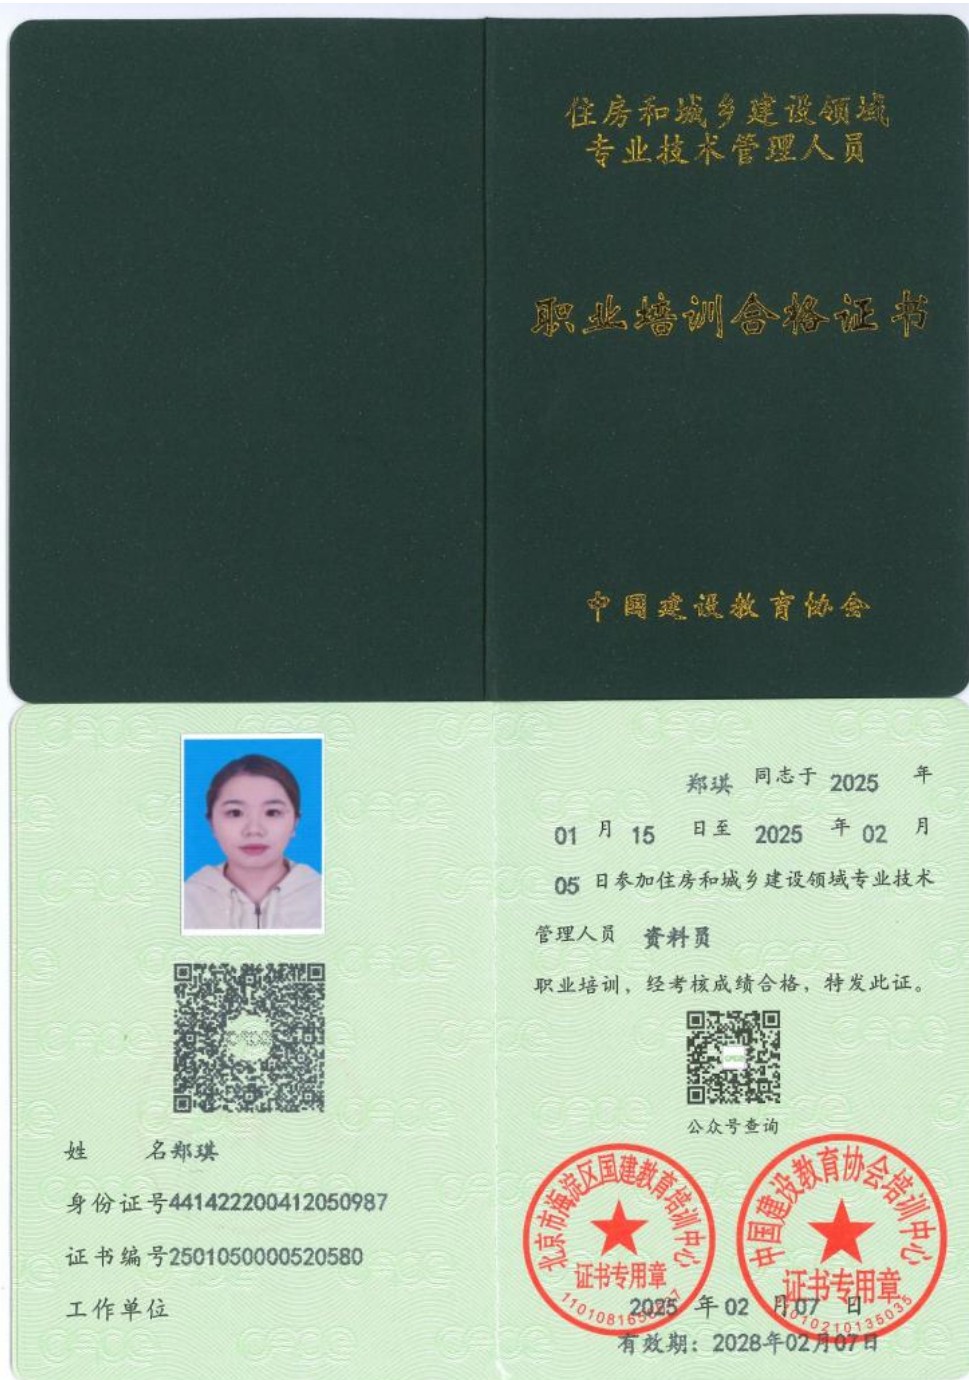 住房和城乡建设领域
专业技术管理人员
职业培训合格证书
中国建设教育协会
姓 名郑琪
身份证号441422200412050987
证书编号2501050000520580
工作单位
郑琪 同志于 2025 年
01 月 15 日至 2025 年 02 月
05 日参加住房和城乡建设领域专业技术
管理人员 资料员
职业培训，经考核成绩合格，特发此证。
公众号查询
北京市海淀区国建教育培训中心
证书专用章
中国建设教育协会培训中心
证书专用章
2025 年 02 月 07 日
有效期：2028年02月07日